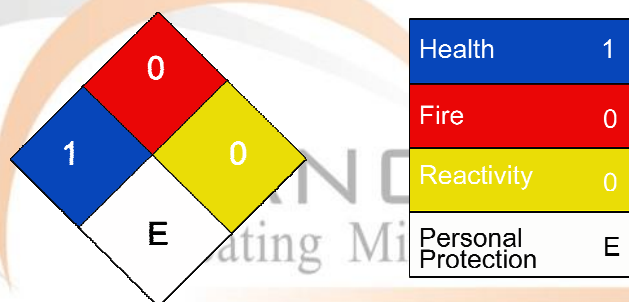 0
1
0
E
Health 1
Fire 0
Reactivity 0
Personal
Protection E